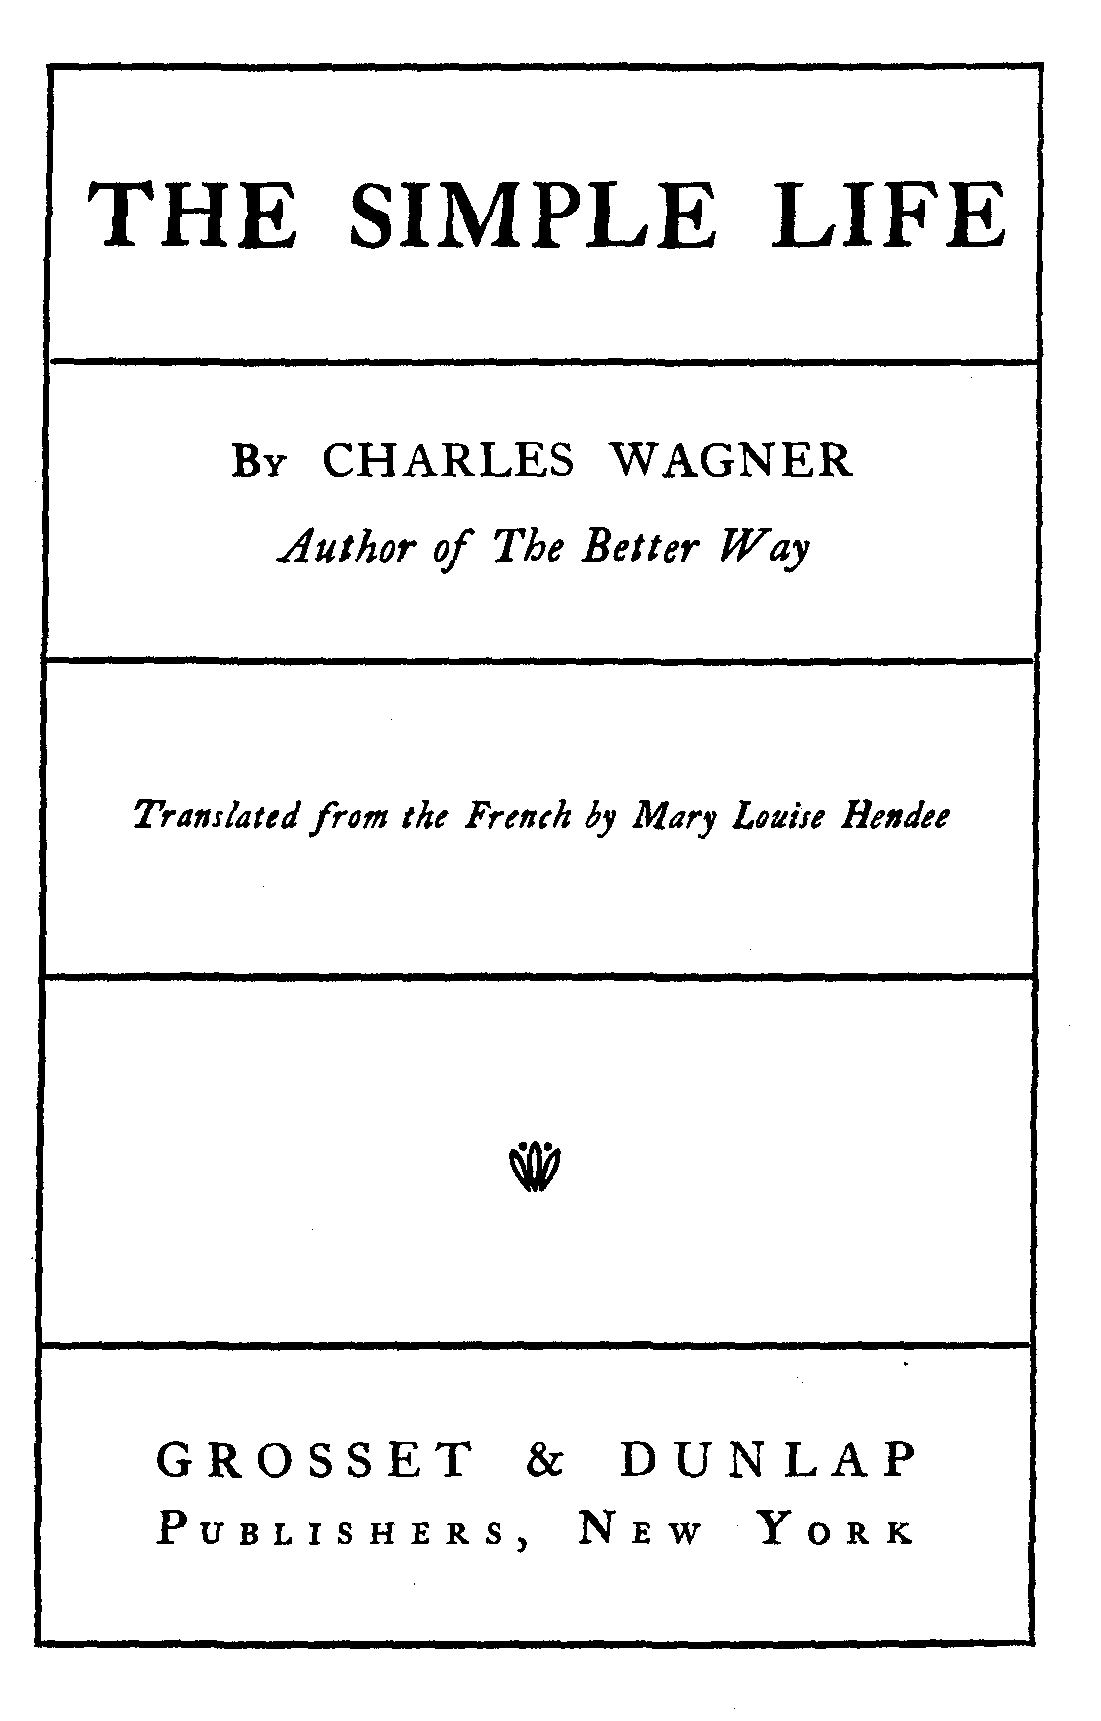 THE SIMPLE LIFE
By CHARLES WAGNER
Author of The Better Way
Translated from the French by Mary Louise Hendee
GROSSET & DUNLAP
Publishers, New York